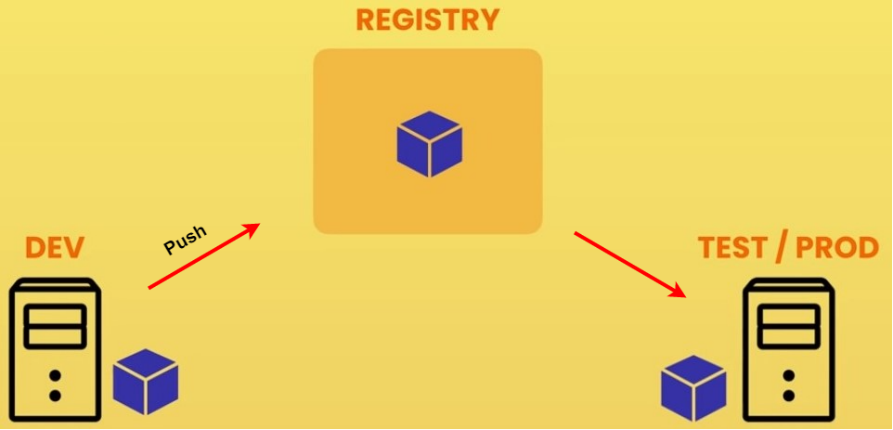 REGISTRY
Push
DEV
TEST / PROD